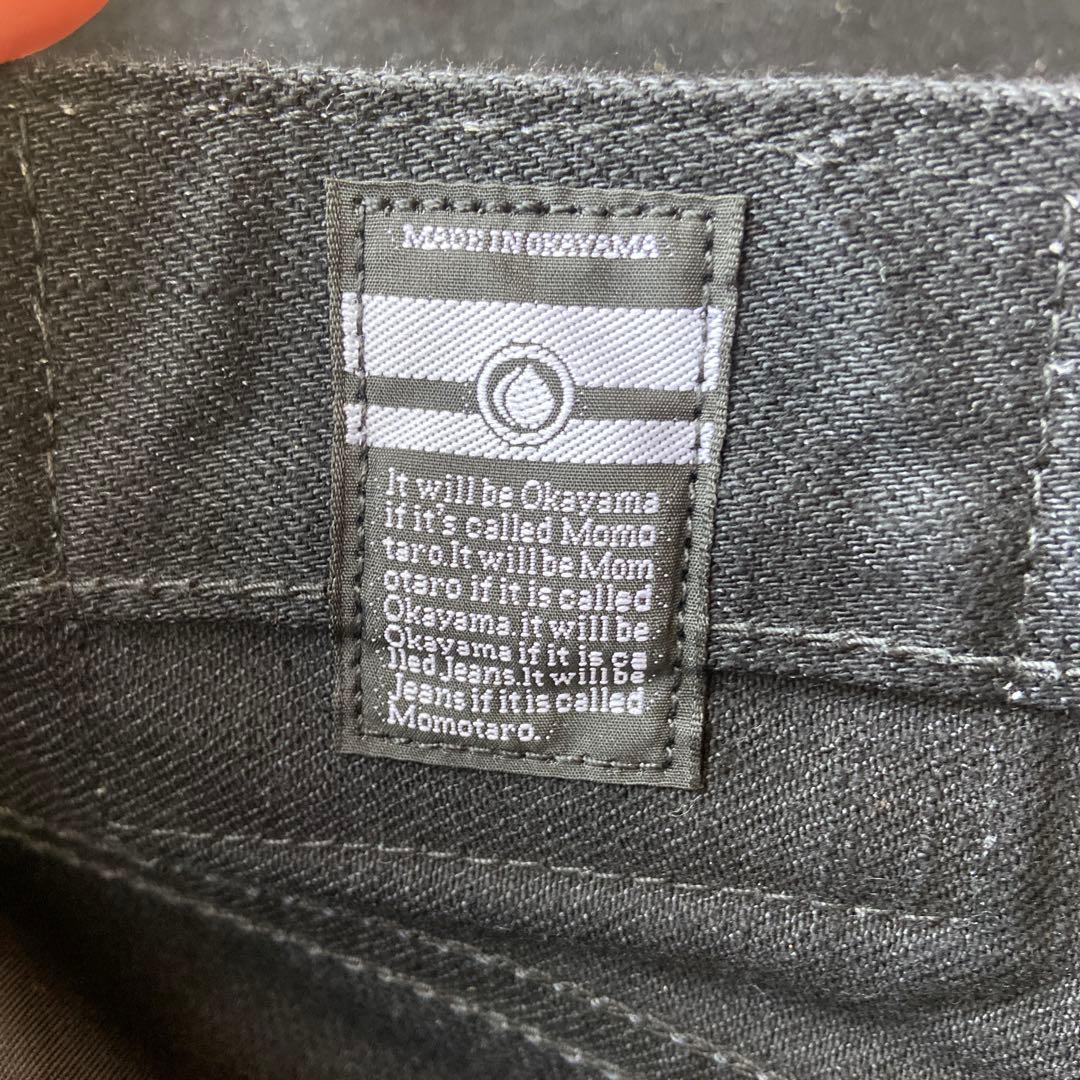 MADE IN OKAYAMA
It will be Okayama
if it's called Momo
taro.It will be Mom
otaro if it is called
Okayama.It will be
Okayama if it is ca
lled Jeans.It will be
Jeans if it is called
Momotaro.